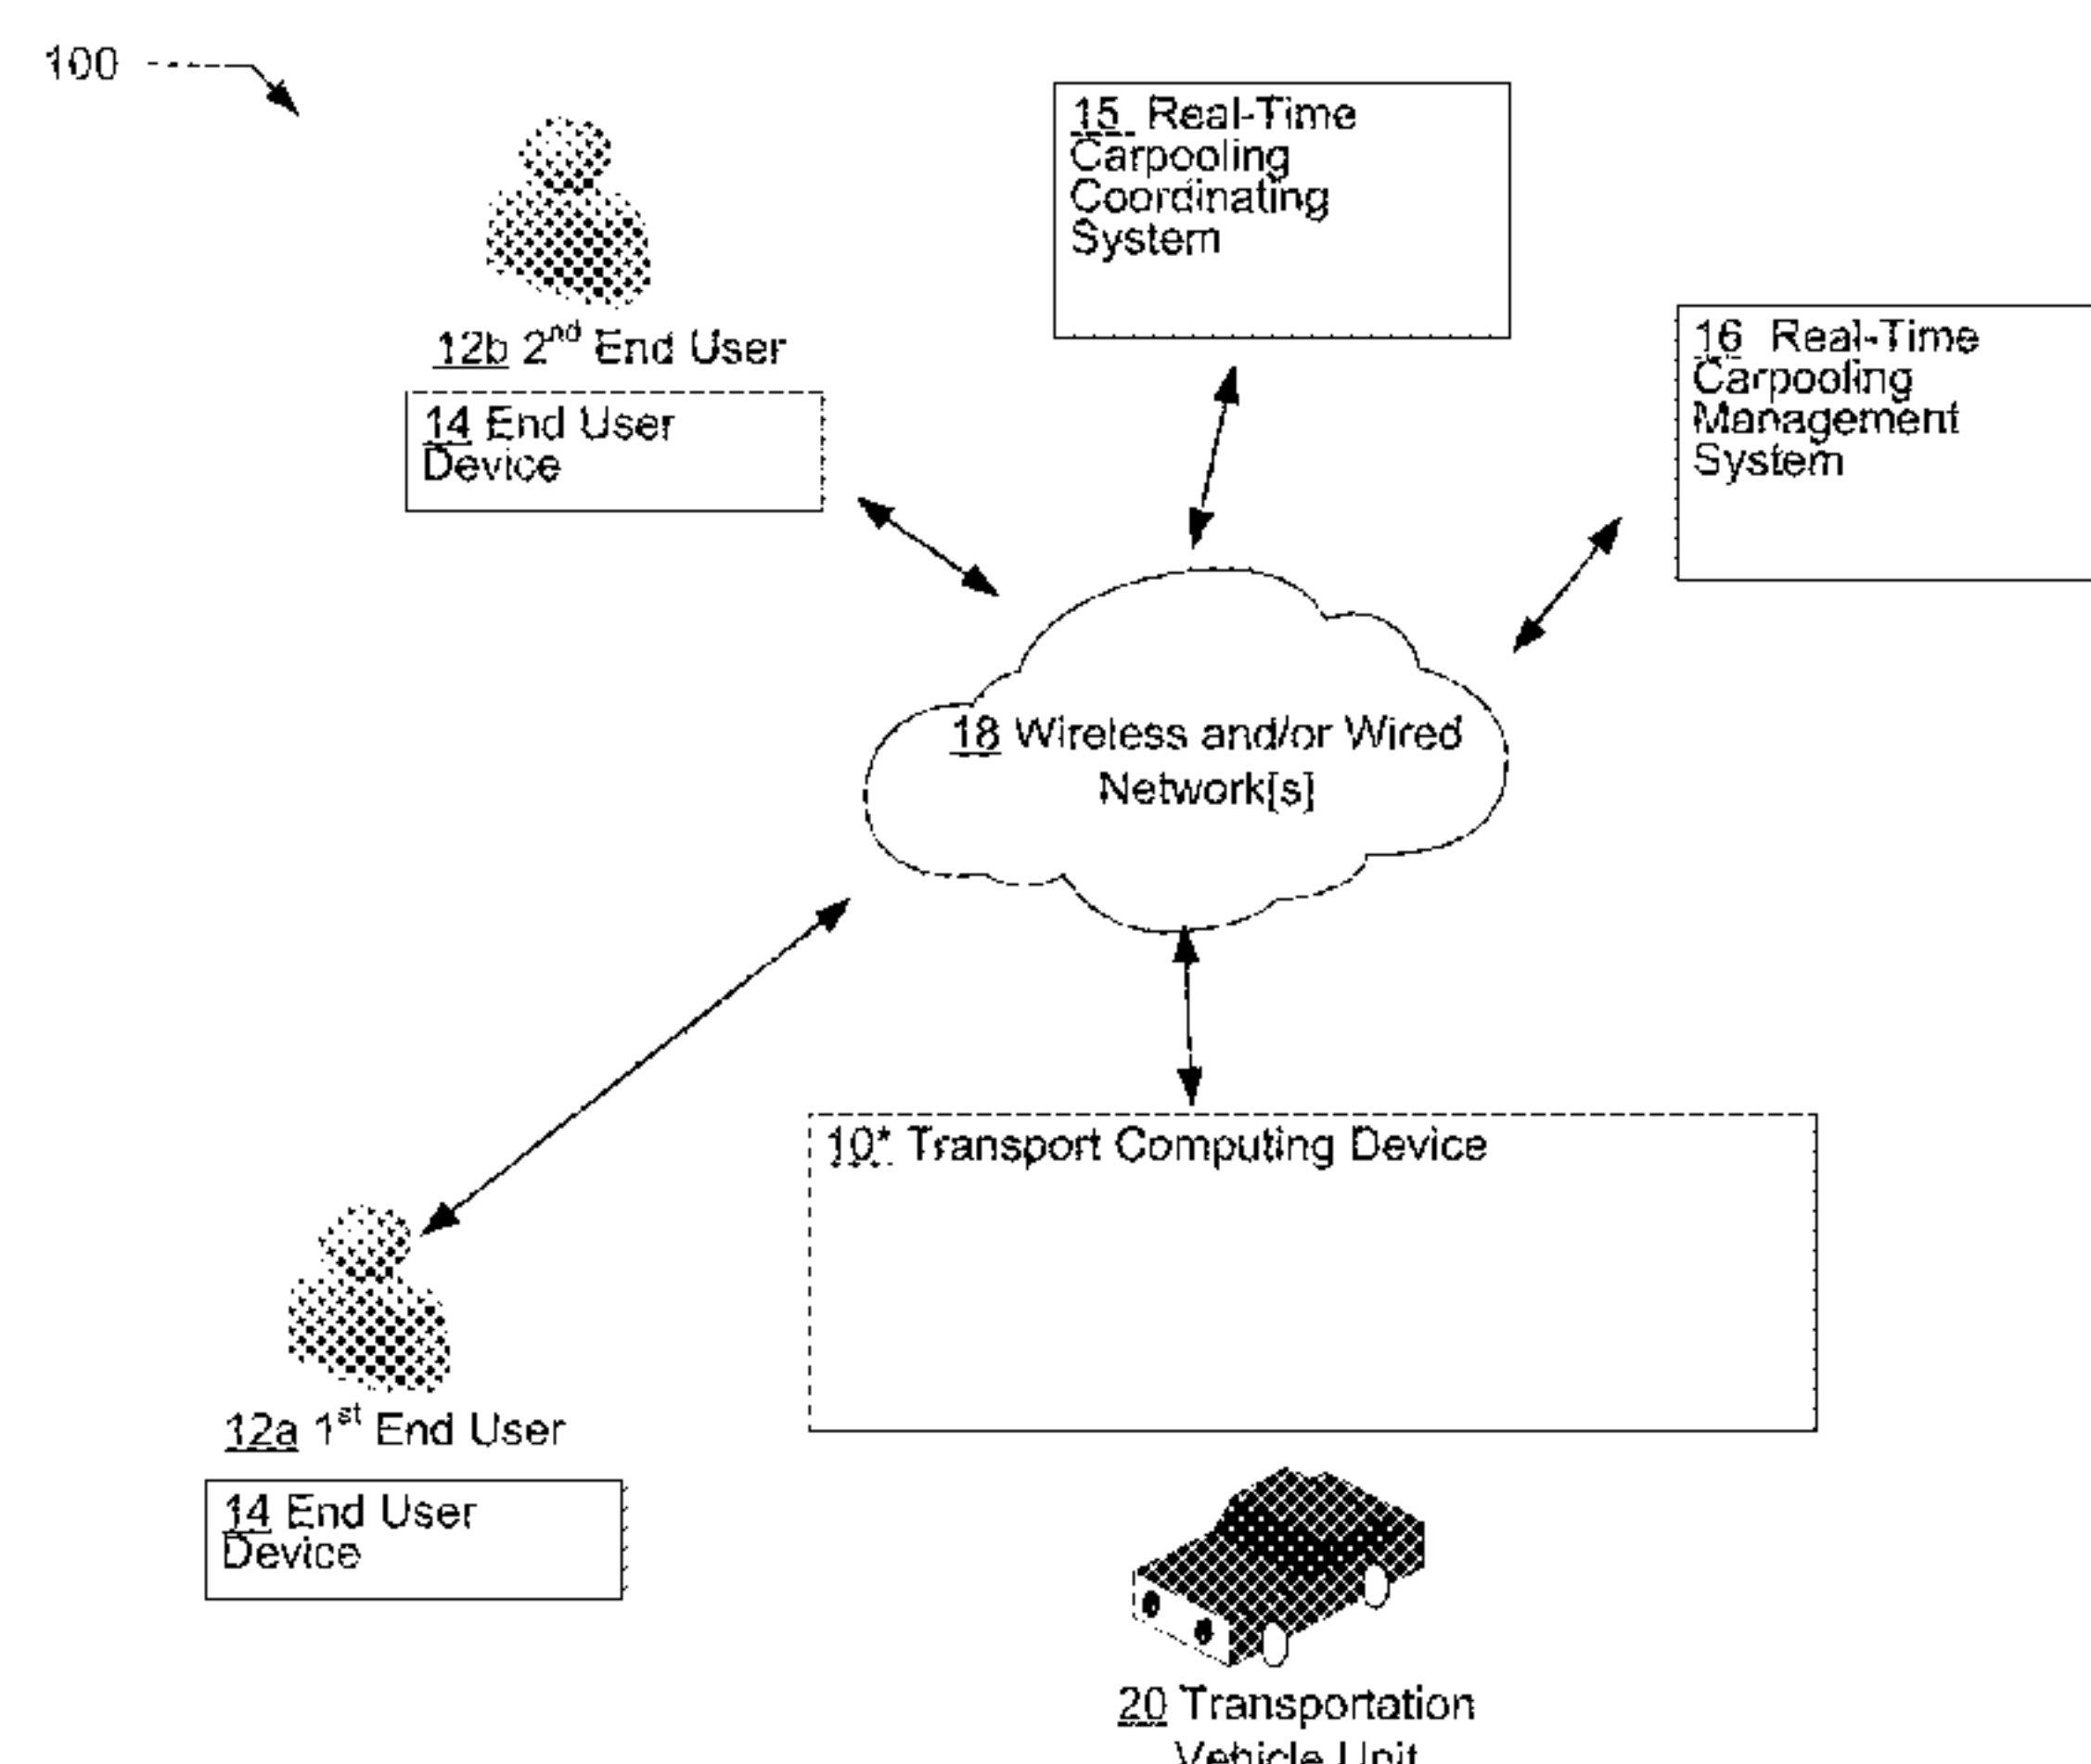 100
15 Real-Time
Carpooling
Coordinating
System
12b 2nd End User
14 End User
Device
16 Real-Time
Carpooling
Management
System
18 Wireless and/or Wired
Network[s]
10* Transport Computing Device
12a 1st End User
14 End User
Device
20 Transportation
Vehicle Unit